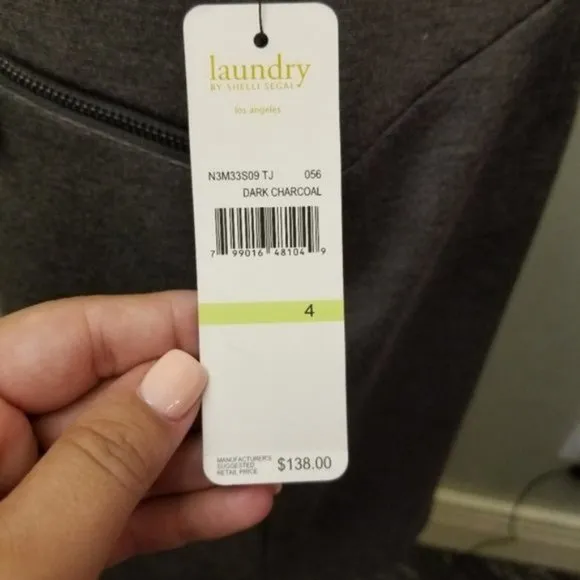 laundry
BY SHELLI SEGAL
los angeles
N3M33S09 TJ 056
DARK CHARCOAL
7 99016 48104 9
4
MANUFACTURER'S
SUGGESTED
RETAIL PRICE
$138.00